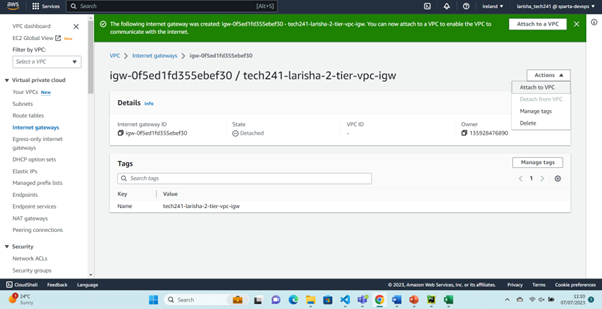 aws
Services
Search
[Alt+S]
Ireland
larisha_tech241 @ sparta-devops
VPC dashboard
EC2 Global View
New
Filter by VPC:
Select a VPC
Virtual private cloud
Your VPCs New
Subnets
Route tables
Internet gateways
Egress-only internet
gateways
DHCP option sets
Elastic IPs
Managed prefix lists
Endpoints
Endpoint services
NAT gateways
Peering connections
Security
Network ACLs
Security groups
The following internet gateway was created: igw-0f5ed1fd355ebef30 - tech241-larisha-2-tier-vpc-igw. You can now attach to a VPC to enable the VPC to
communicate with the internet.
Attach to a VPC
VPC
Internet gateways
igw-0f5ed1fd355ebef30
igw-0f5ed1fd355ebef30 / tech241-larisha-2-tier-vpc-igw
Actions
Attach to VPC
Detach from VPC
Manage tags
Delete
Details Info
Internet gateway ID
igw-0f5ed1fd355ebef30
State
Detached
VPC ID
-
Owner
135928476890
Tags
Manage tags
Search tags
1
Key
Value
Name
tech241-larisha-2-tier-vpc-igw
CloudShell
Feedback
Language
© 2023, Amazon Web Services, Inc. or its affiliates.
Privacy
Terms
Cookie preferences
24°C
Sunny
Search
12:10
07/07/2023